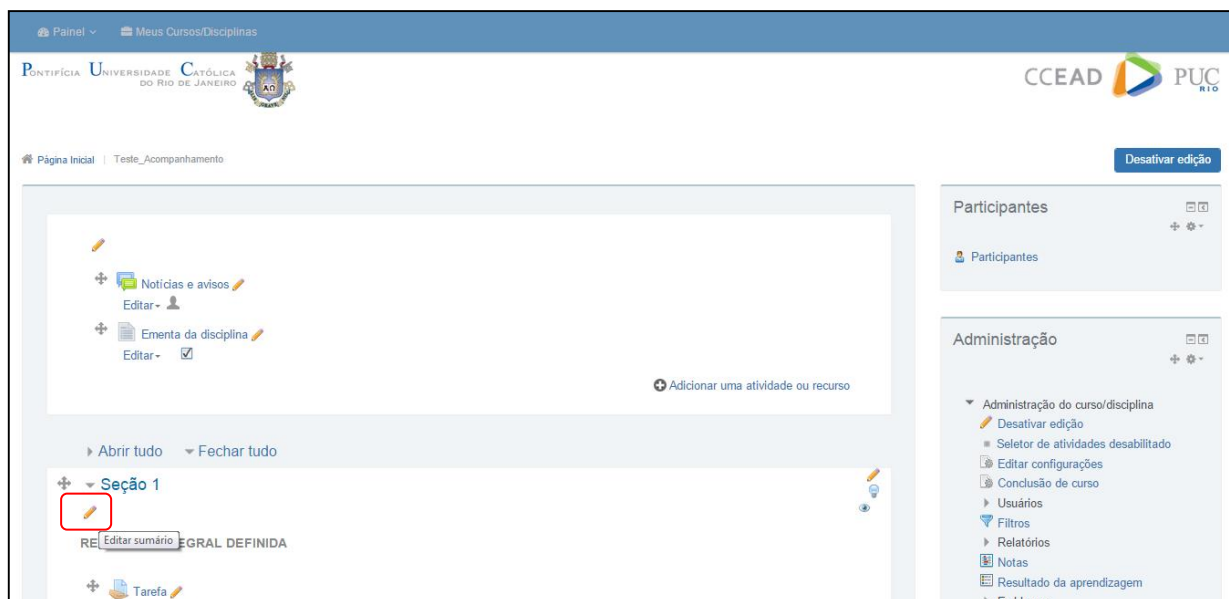 Painel
Meus Cursos/Disciplinas
PONTIFÍCIA UNIVERSIDADE CATÓLICA
DO RIO DE JANEIRO
ΑΩ
CCEAD
PUC
RIO
Página Inicial
Teste_Acompanhamento
Desativar edição
Notícias e avisos
Editar
Ementa da disciplina
Editar
Adicionar uma atividade ou recurso
Abrir tudo Fechar tudo
Seção 1
Editar sumário
EGRAL DEFINIDA
Tarefa
Participantes
Participantes
Administração
Administração do curso/disciplina
Desativar edição
Seletor de atividades desabilitado
Editar configurações
Conclusão de curso
Usuários
Filtros
Relatórios
Notas
Resultado da aprendizagem